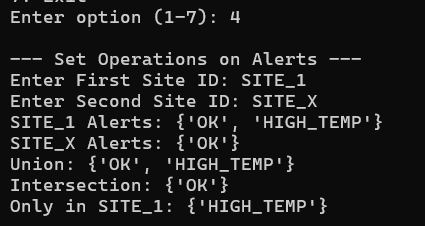 7. Exit
Enter option (1-7): 4
--- Set Operations on Alerts ---
Enter First Site ID: SITE_1
Enter Second Site ID: SITE_X
SITE_1 Alerts: {'OK', 'HIGH_TEMP'}
SITE_X Alerts: {'OK'}
Union: {'OK', 'HIGH_TEMP'}
Intersection: {'OK'}
Only in SITE_1: {'HIGH_TEMP'}